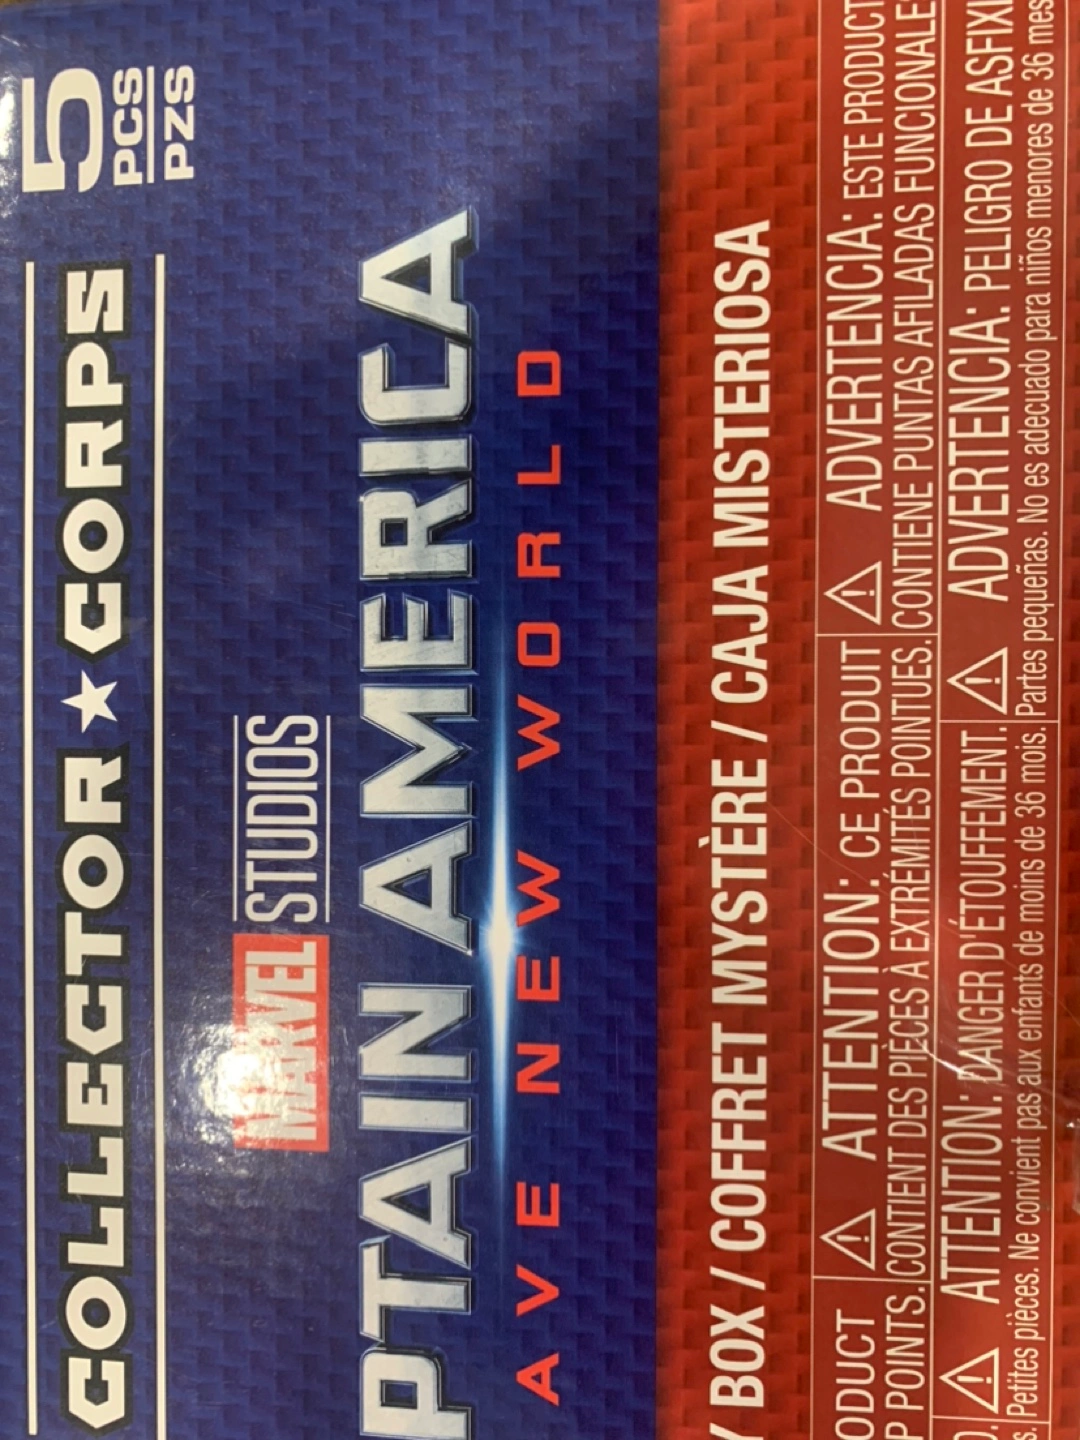 COLLECTOR★CORPS
5
PCS
PZS
MARVEL STUDIOS
PTAIN AMERICA
AVE NEW WORLD
Y BOX / COFFRET MYSTÈRE / CAJA MISTERIOSA
ODUCT
P POINTS.
⚠ ATTENTION: CE PRODUIT
CONTIENT DES PIÈCES À EXTRÉMITÉS POINTUES.
⚠ ADVERTENCIA: ESTE PRODUCT
CONTIENE PUNTAS AFILADAS FUNCIONALES
⚠ ATTENTION: DANGER D'ÉTOUFFEMENT.
Petites pièces. Ne convient pas aux enfants de moins de 36 mois.
⚠ ADVERTENCIA: PELIGRO DE ASFIXI
Partes pequeñas. No es adecuado para niños menores de 36 mes